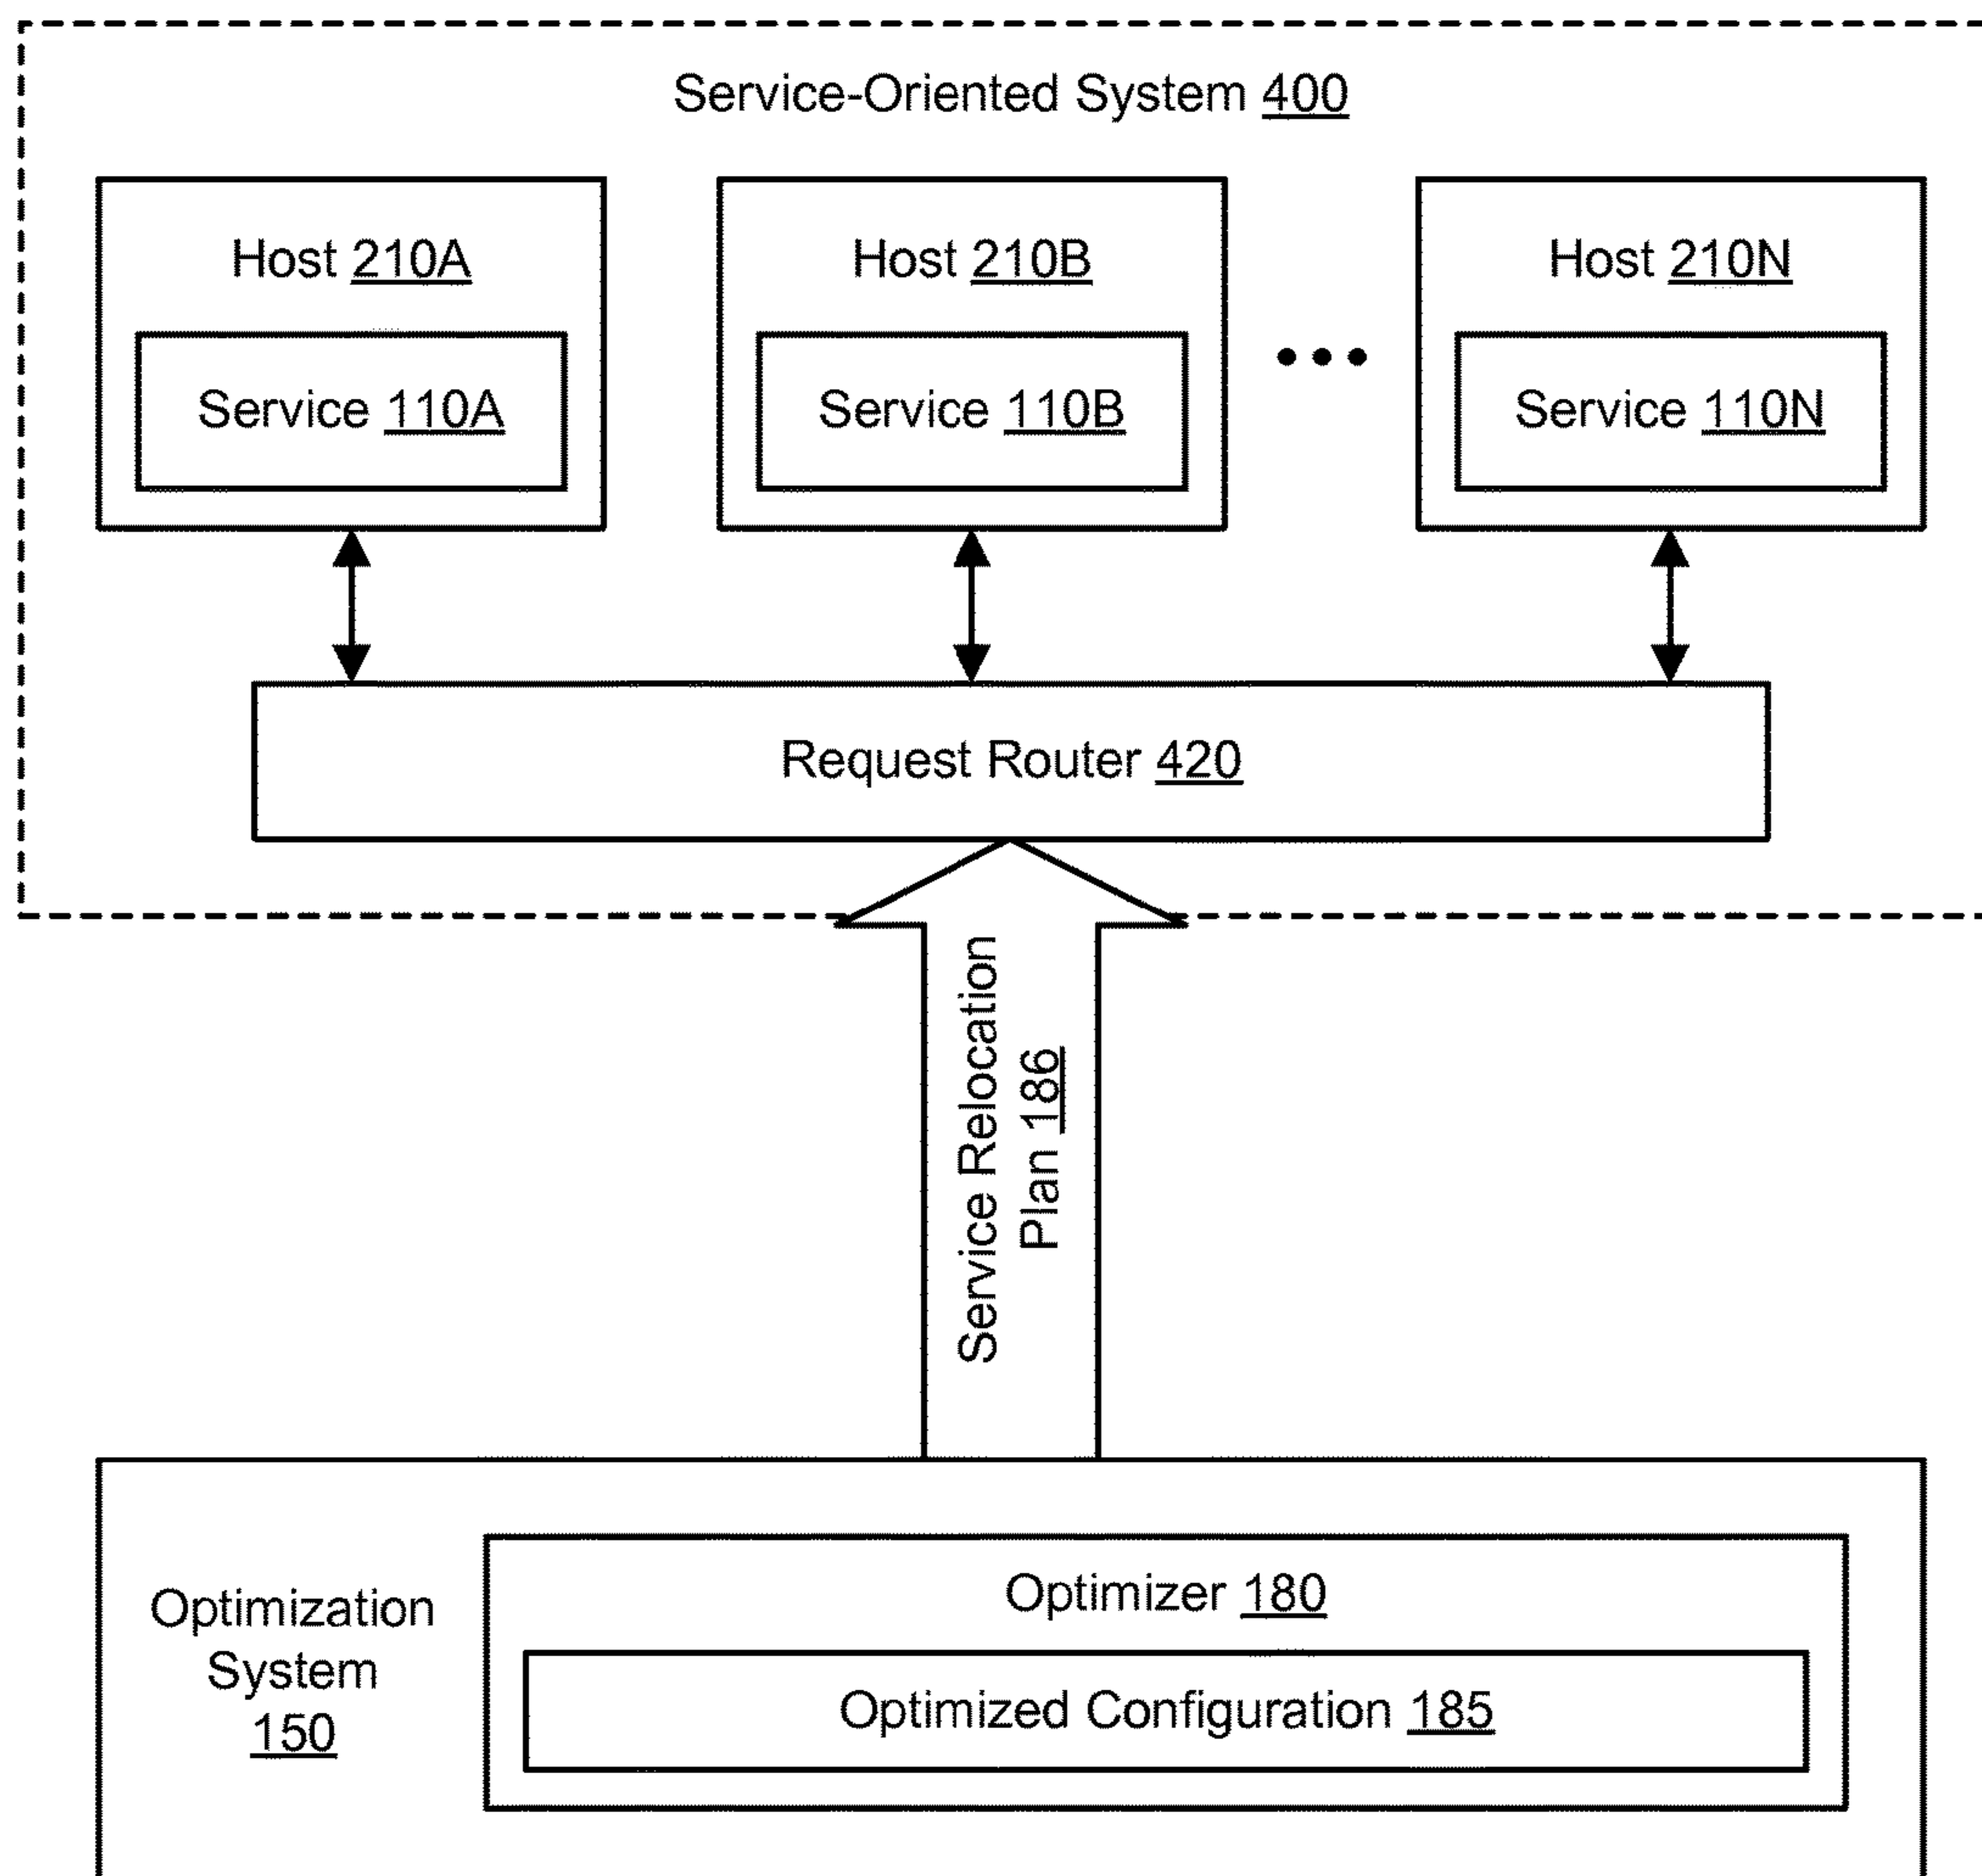 Service-Oriented System 400
Host 210A
Service 110A
Host 210B
Service 110B
Host 210N
Service 110N
Request Router 420
Service Relocation
Plan 186
Optimization
System
150
Optimizer 180
Optimized Configuration 185